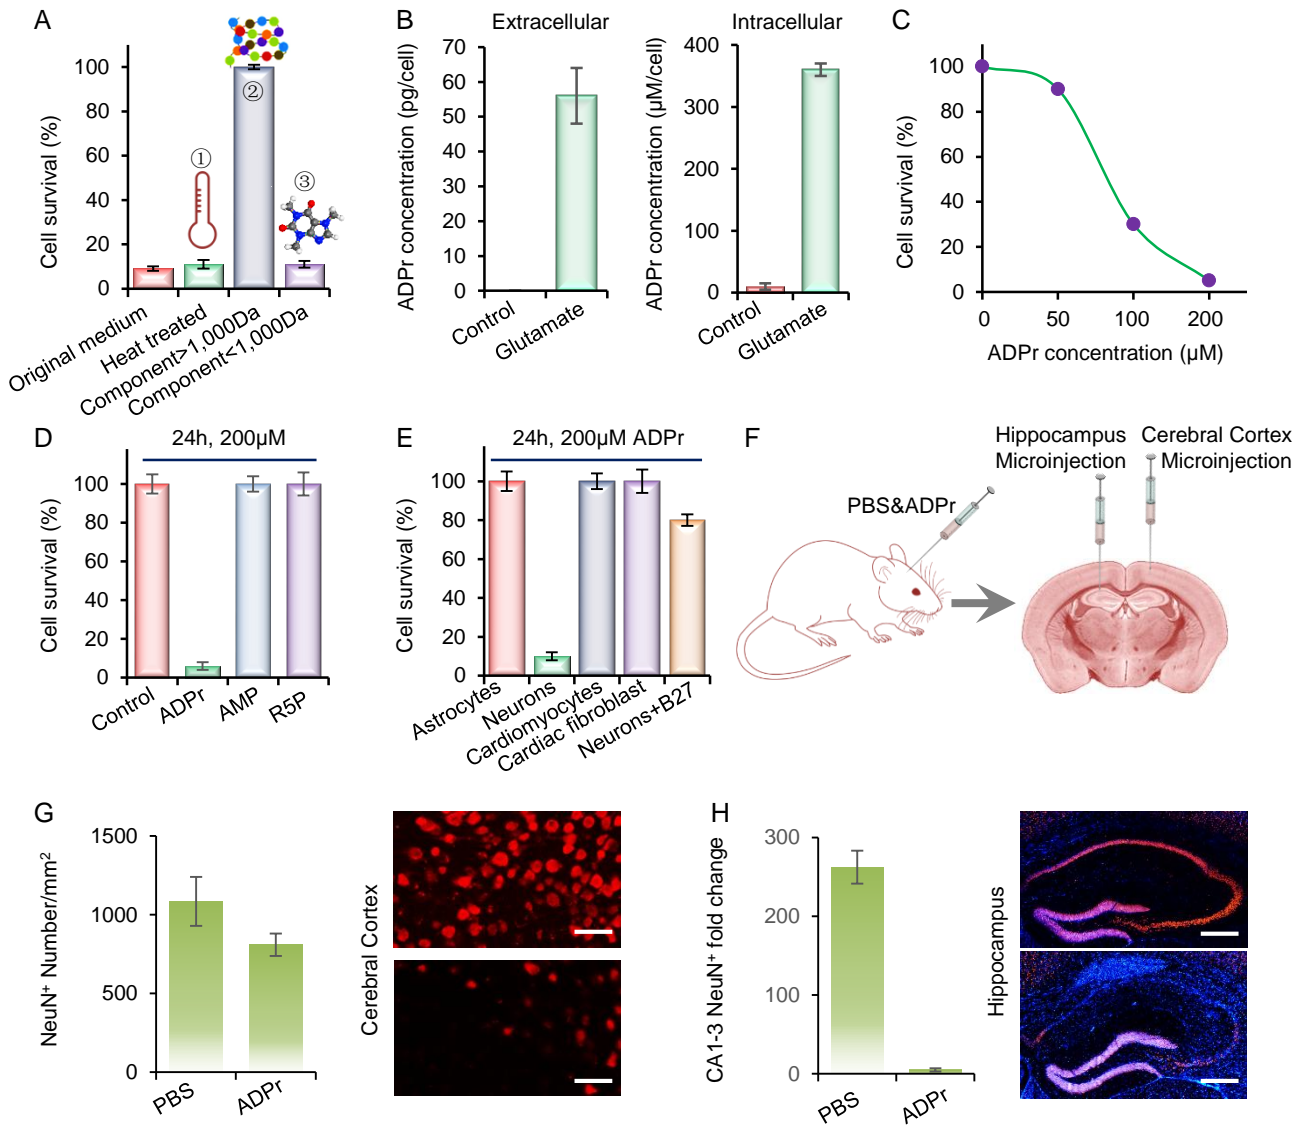 A
Cell survival (%)
100
80
60
40
20
0
①
②
③
Original medium
Heat treated
Component>1,000Da
Component<1,000Da
B
Extracellular
ADPr concentration (pg/cell)
70
60
50
40
30
20
10
0
Control
Glutamate
Intracellular
ADPr concentration (µM/cell)
400
300
200
100
0
Control
Glutamate
C
Cell survival (%)
100
80
60
40
20
0
0
50
100
200
ADPr concentration (µM)
D
24h, 200µM
Cell survival (%)
100
80
60
40
20
0
Control
ADPr
AMP
R5P
E
24h, 200µM ADPr
Cell survival (%)
100
80
60
40
20
0
Astrocytes
Neurons
Cardiomyocytes
Cardiac fibroblast
Neurons+B27
F
PBS&ADPr
Hippocampus
Microinjection
Cerebral Cortex
Microinjection
G
NeuN⁺ Number/mm²
1500
1000
500
0
PBS
ADPr
Cerebral Cortex
H
CA1-3 NeuN⁺ fold change
300
200
100
0
PBS
ADPr
Hippocampus